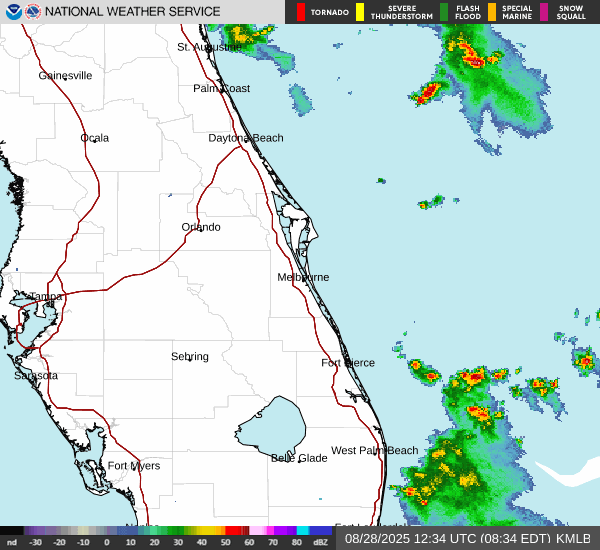 NATIONAL WEATHER SERVICE
TORNADO
SEVERE
THUNDERSTORM
FLASH
FLOOD
SPECIAL
MARINE
SNOW
SQUALL
St. Augustine
Gainesville
Palm Coast
Ocala
Daytona Beach
Orlando
Melbourne
Tampa
Sebring
Fort Pierce
Sarasota
West Palm Beach
Belle Glade
Fort Myers
nd -30 -20 -10 0 10 20 30 40 50 60 70 80 dBZ
08/28/2025 12:34 UTC (08:34 EDT) KMLB